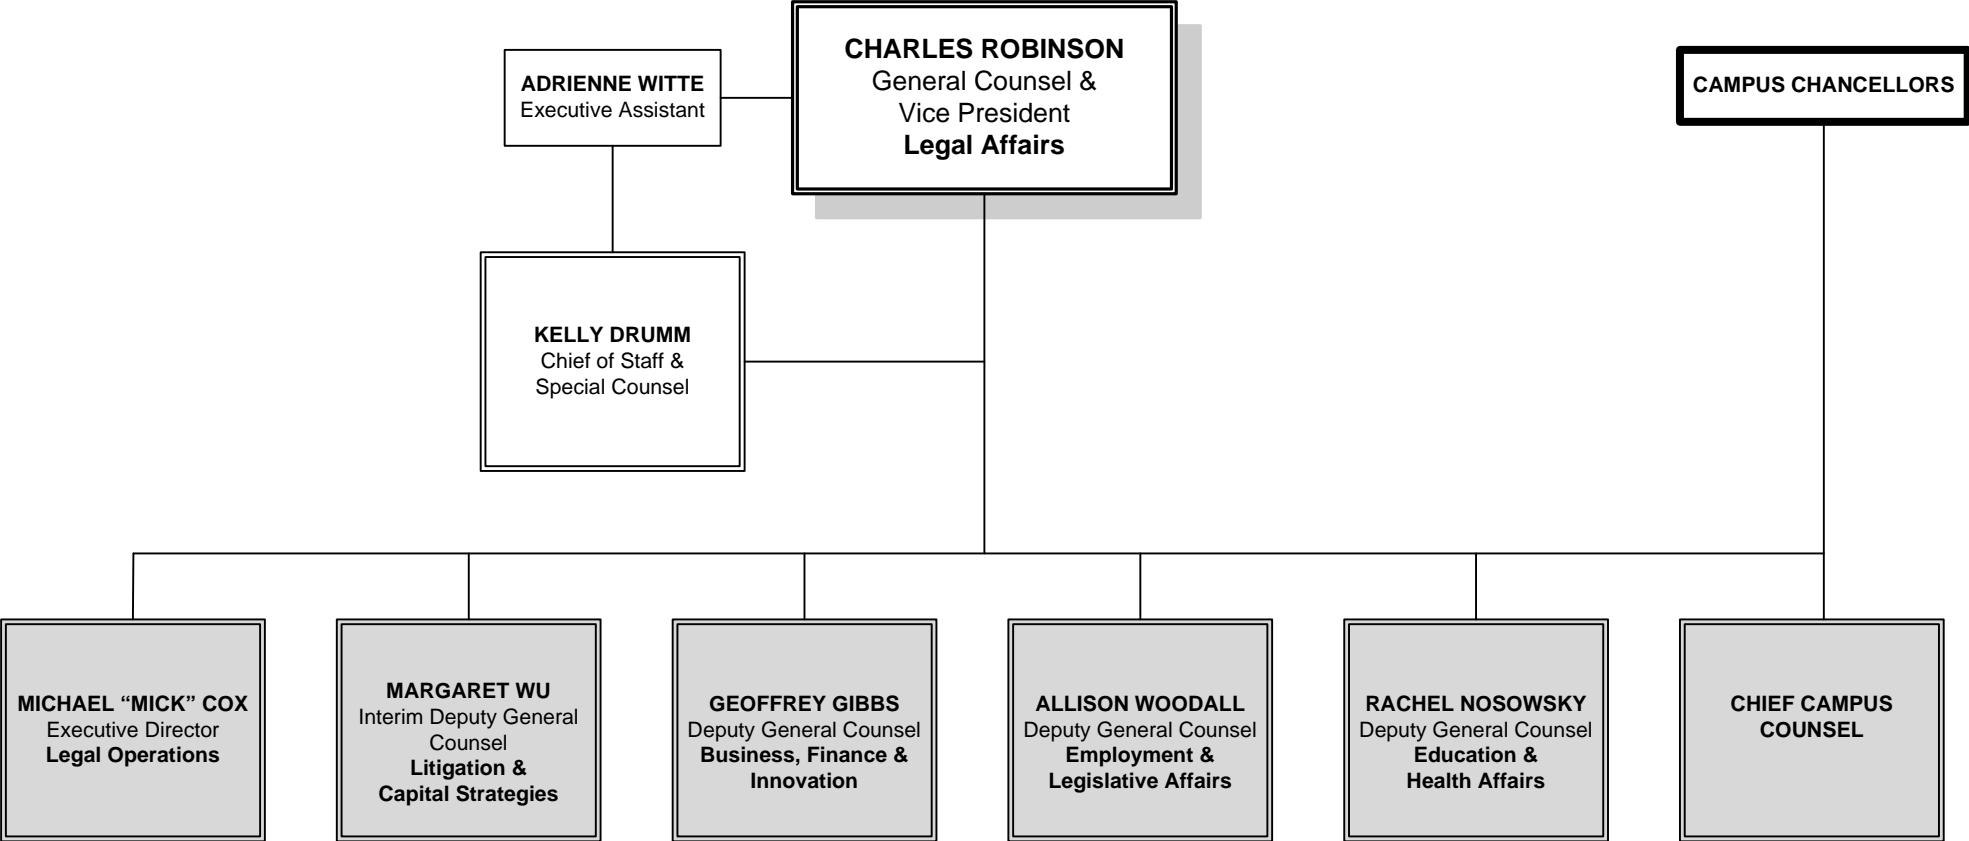 CHARLES ROBINSON
General Counsel &
Vice President
Legal Affairs
ADRIENNE WITTE
Executive Assistant
CAMPUS CHANCELLORS
KELLY DRUMM
Chief of Staff &
Special Counsel
MICHAEL “MICK” COX
Executive Director
Legal Operations
MARGARET WU
Interim Deputy General
Counsel
Litigation &
Capital Strategies
GEOFFREY GIBBS
Deputy General Counsel
Business, Finance &
Innovation
ALLISON WOODALL
Deputy General Counsel
Employment &
Legislative Affairs
RACHEL NOSOWSKY
Deputy General Counsel
Education &
Health Affairs
CHIEF CAMPUS
COUNSEL